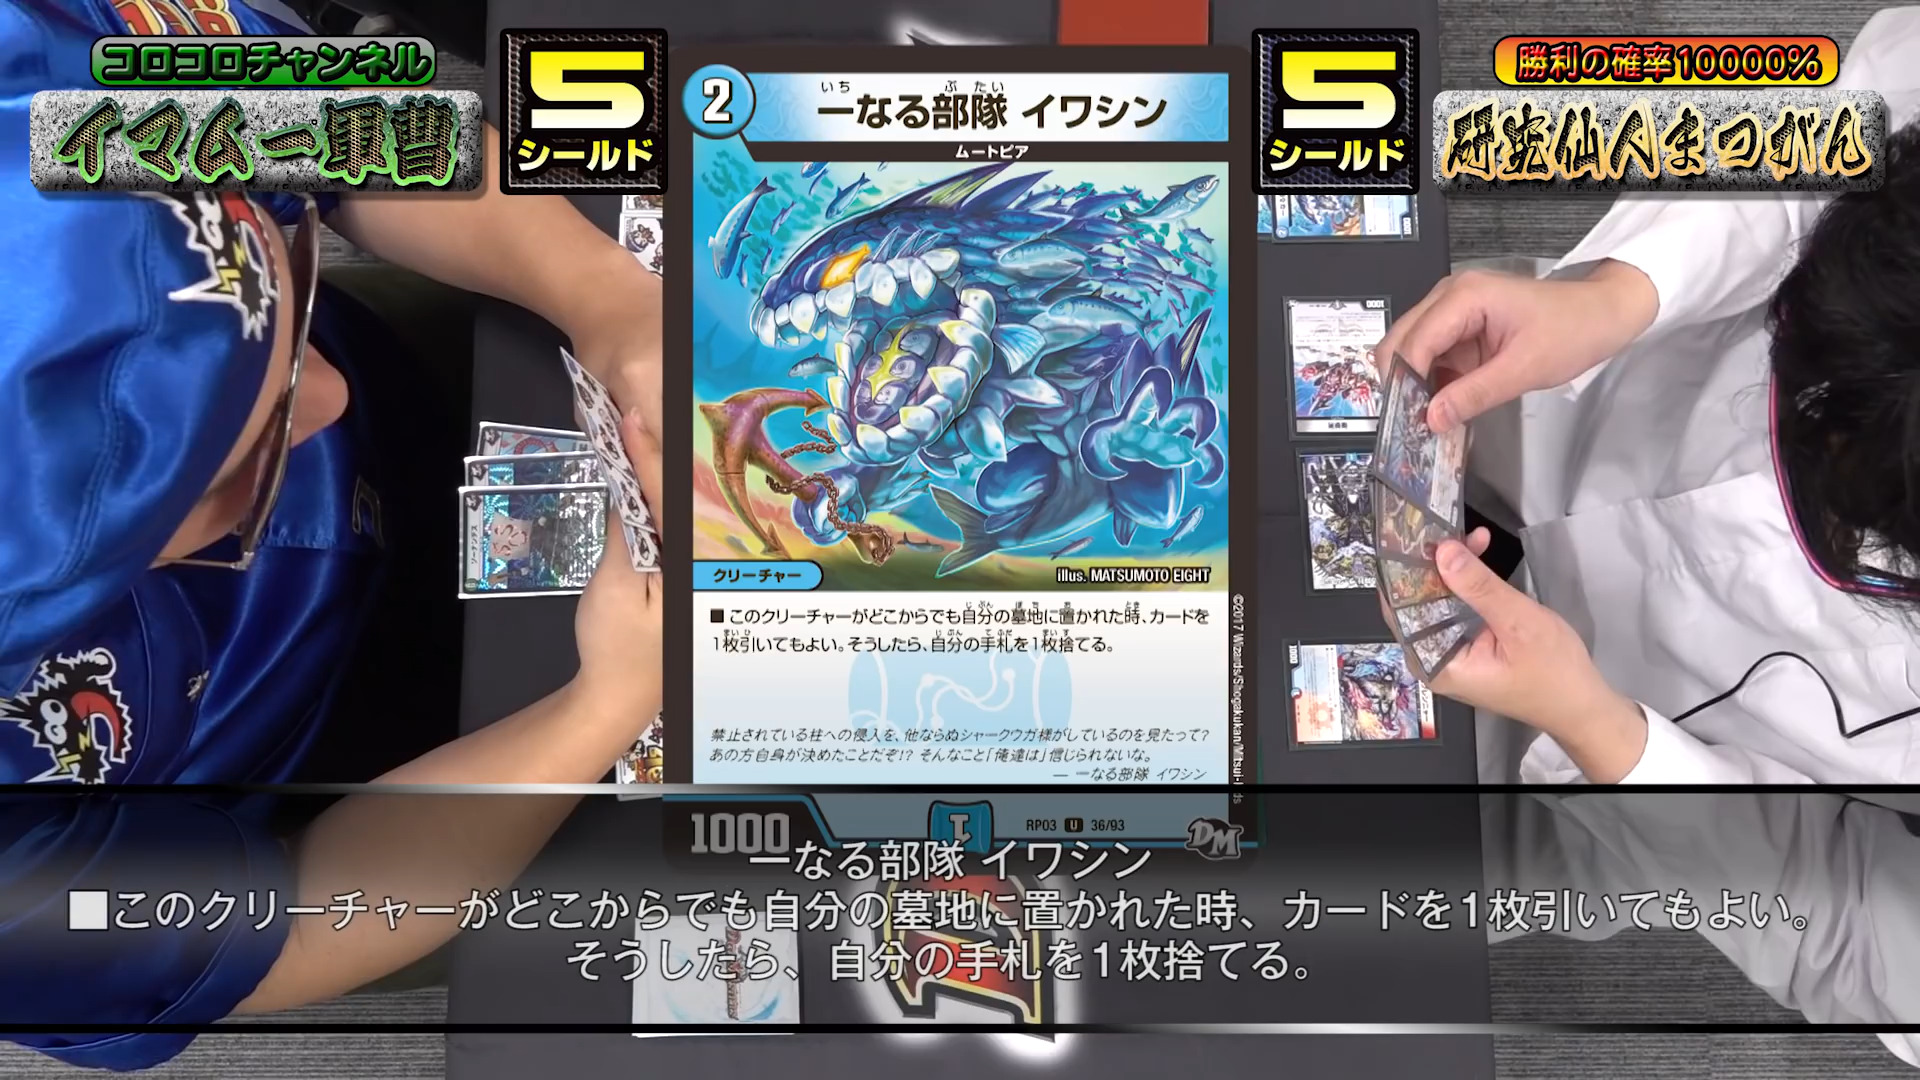 コロコロチャンネル
イマムー軍曹
5
シールド
2
いち ぶたい
一なる部隊 イワシン
ムートピア
クリーチャー
illus. MATSUMOTO EIGHT
■このクリーチャーがどこからでも自分の墓地に置かれた時、カードを
1枚引いてもよい。そうしたら、自分の手札を1枚捨てる。
禁止されている柱への侵入を、他ならぬシャークウガ様がしているのを見たって?
あの方自身が決めたことだぞ!? そんなこと「俺達は」信じられないな。
― 一なる部隊 イワシン
1000
1
RP03 U 36/93
DM
5
シールド
勝利の確率10000%
研究仙人まつがん
一なる部隊 イワシン
■このクリーチャーがどこからでも自分の墓地に置かれた時、カードを1枚引いてもよい。
そうしたら、自分の手札を1枚捨てる。